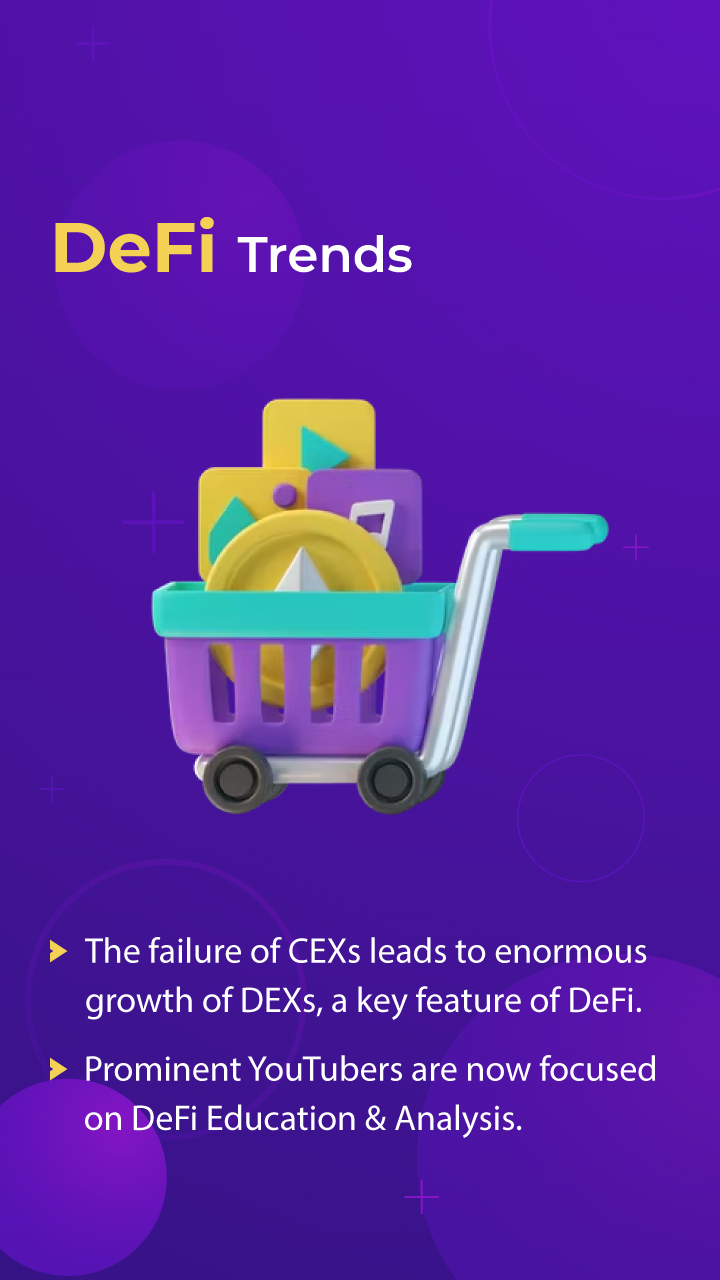 DeFi Trends
The failure of CEXs leads to enormous
growth of DEXs, a key feature of DeFi.
Prominent YouTubers are now focused
on DeFi Education & Analysis.